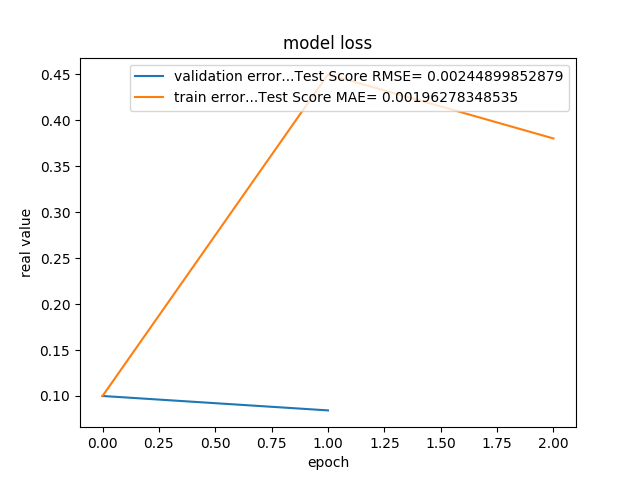 model loss
validation error...Test Score RMSE= 0.00244899852879
train error...Test Score MAE= 0.00196278348535
0.45
0.40
0.35
0.30
0.25
0.20
0.15
0.10
real value
0.00 0.25 0.50 0.75 1.00 1.25 1.50 1.75 2.00
epoch